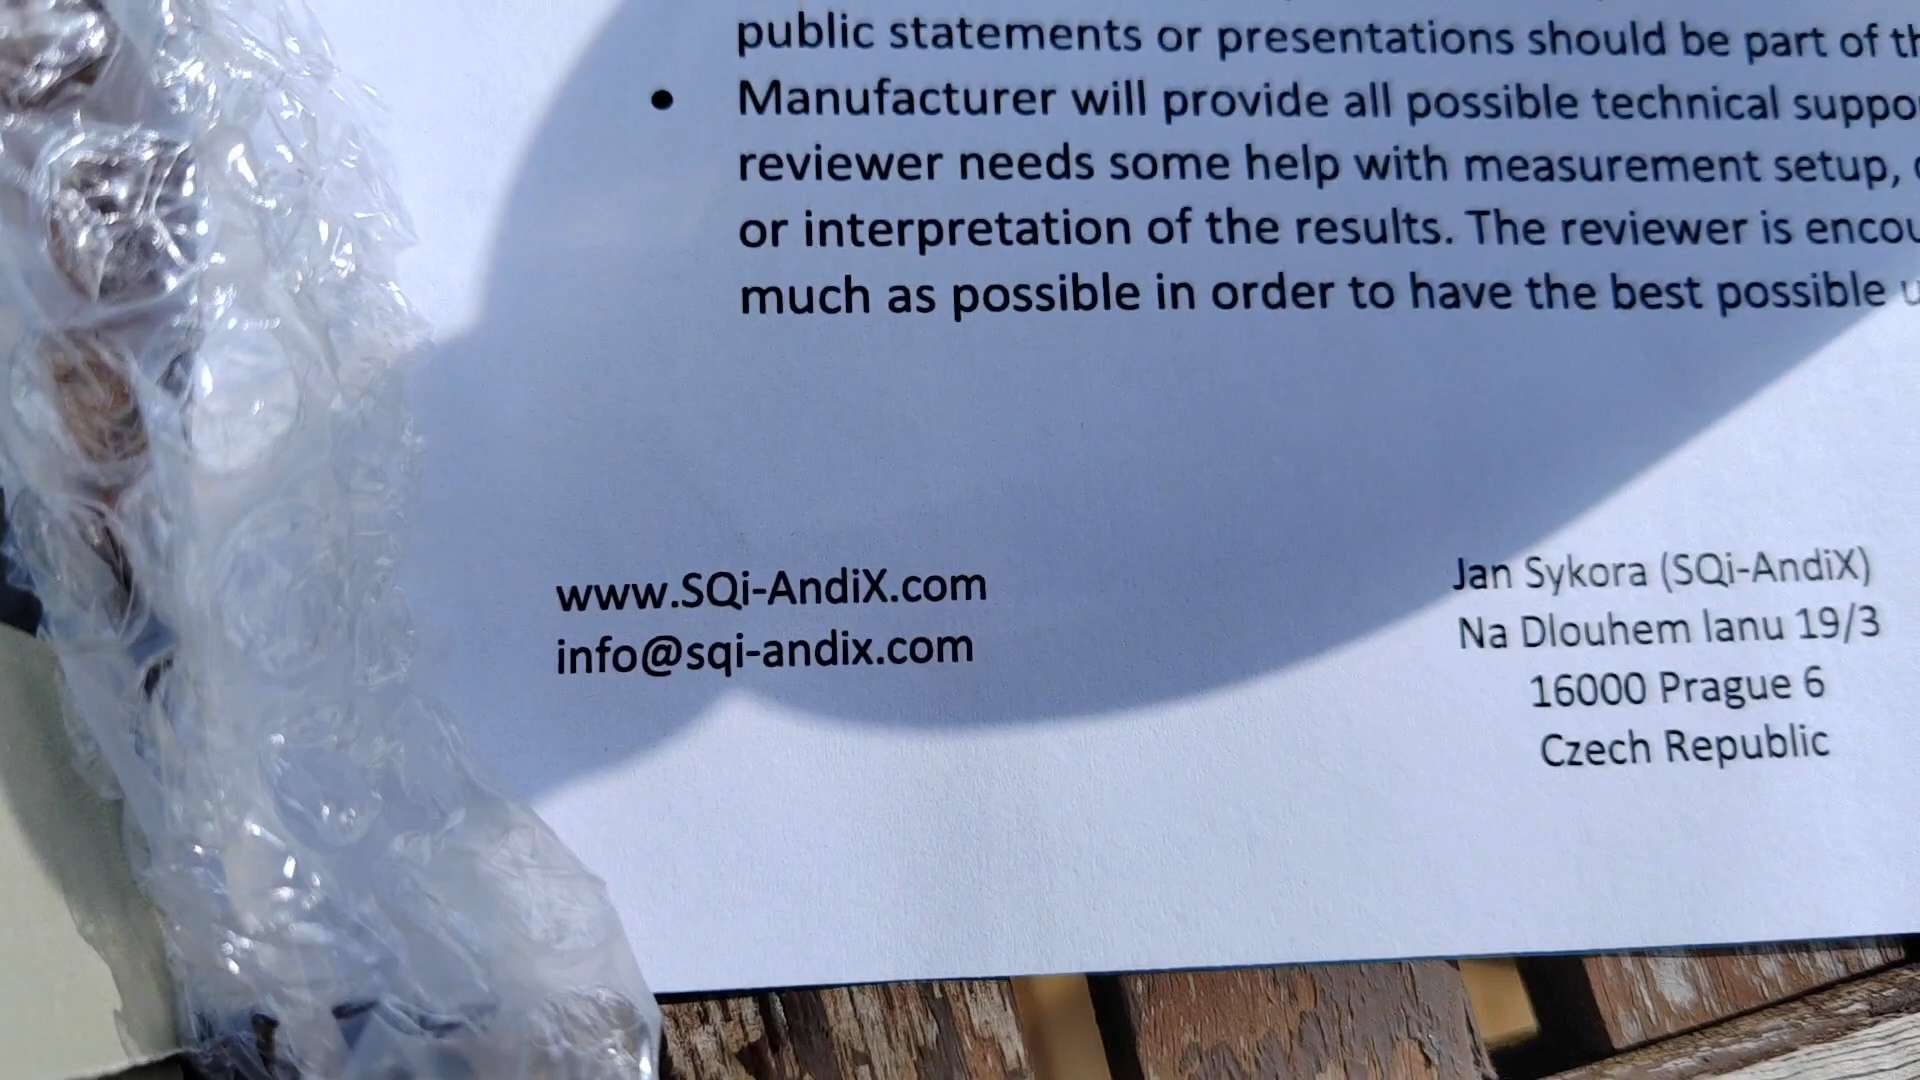 public statements or presentations should be part of
• Manufacturer will provide all possible technical
reviewer needs some help with measurement setup,
or interpretation of the results. The reviewer is
much as possible in order to have the best possible
www.SQi-AndiX.com
info@sqi-andix.com
Jan Sykora (SQi-AndiX)
Na Dlouhem lanu 19/3
16000 Prague 6
Czech Republic